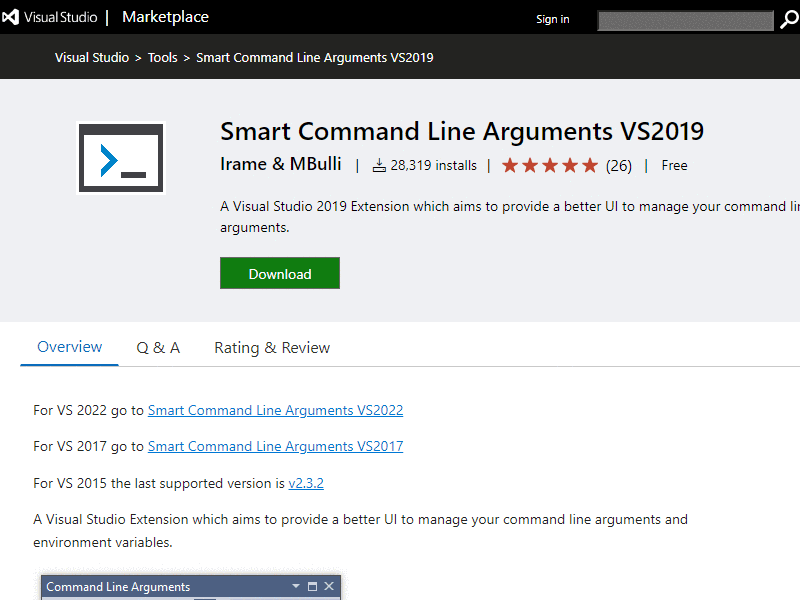 Visual Studio | Marketplace
Sign in
Visual Studio > Tools > Smart Command Line Arguments VS2019
Smart Command Line Arguments VS2019
Irame & MBulli | 28,319 installs | (26) | Free
A Visual Studio 2019 Extension which aims to provide a better UI to manage your command
arguments.
Download
Overview
Q & A
Rating & Review
For VS 2022 go to Smart Command Line Arguments VS2022
For VS 2017 go to Smart Command Line Arguments VS2017
For VS 2015 the last supported version is v2.3.2
A Visual Studio Extension which aims to provide a better UI to manage your command line arguments and
environment variables.
Command Line Arguments